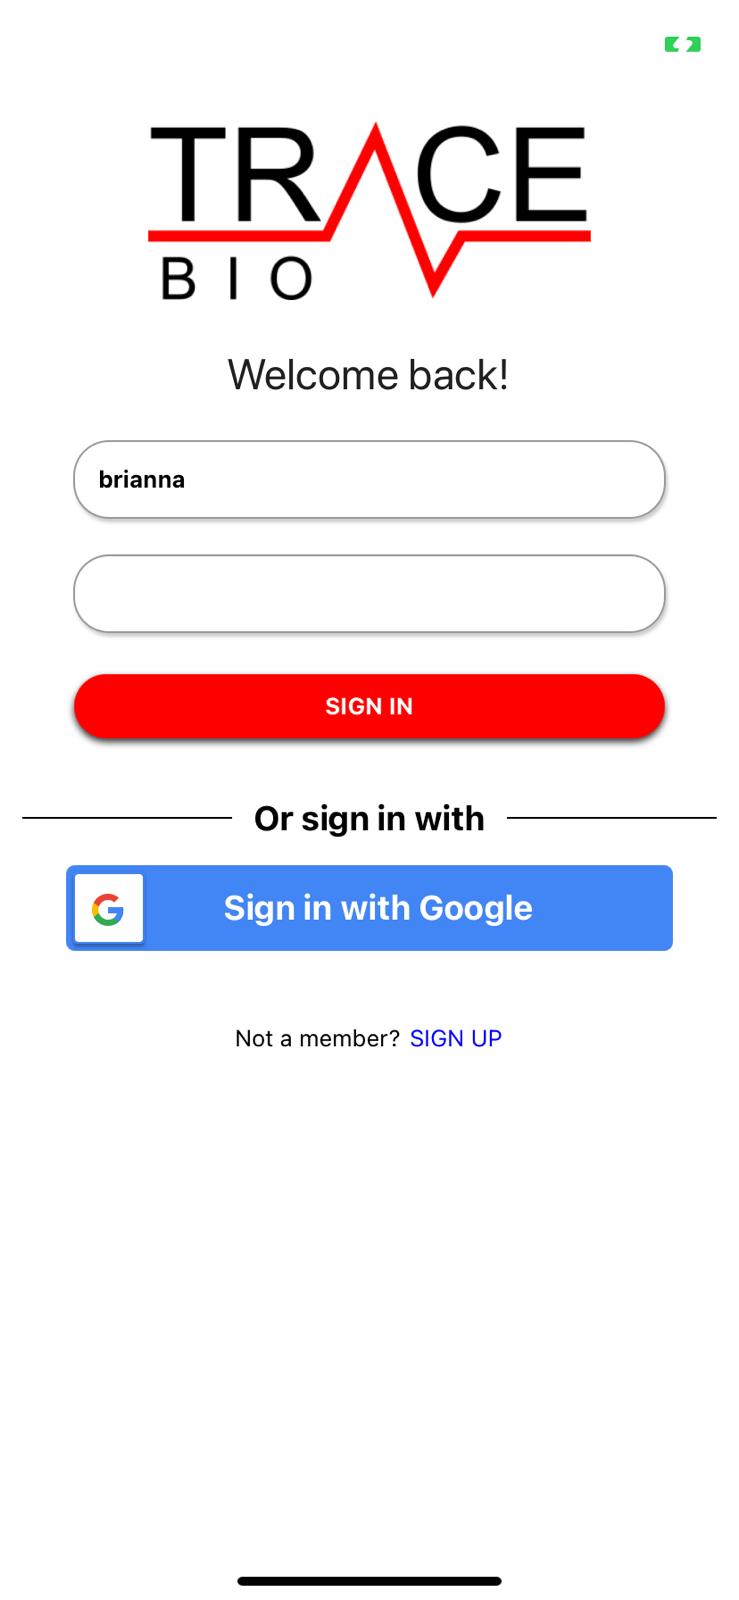 TRACE
BIO
Welcome back!
brianna
SIGN IN
Or sign in with
G Sign in with Google
Not a member? SIGN UP